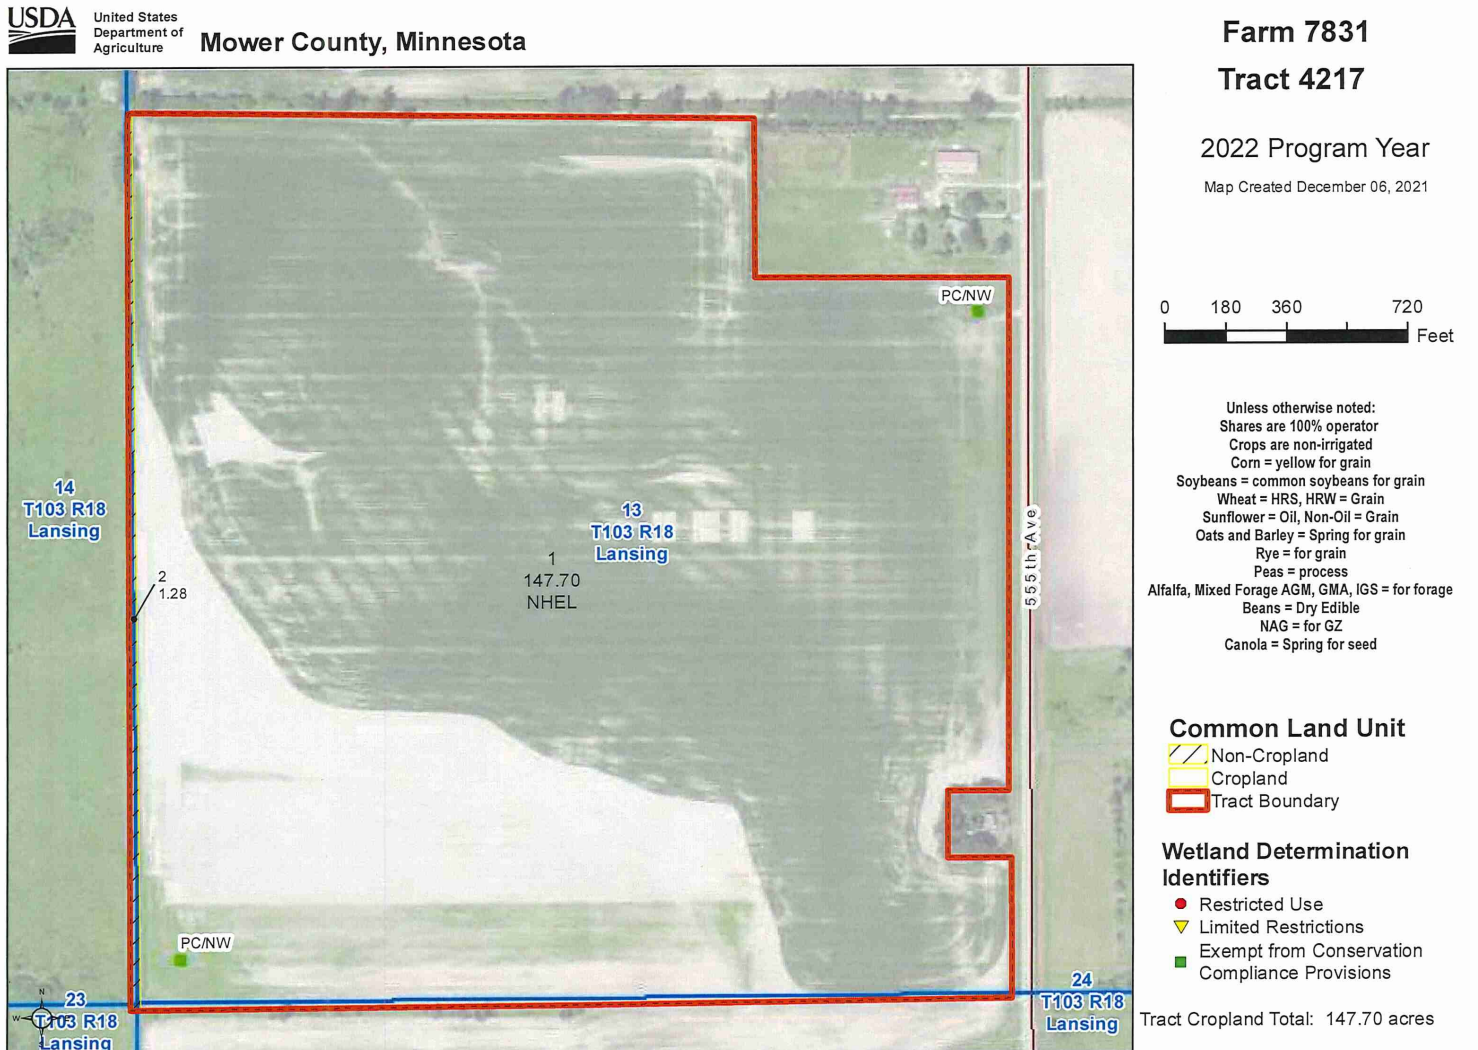 USDA
United States
Department of
Agriculture
Mower County, Minnesota
Farm 7831
Tract 4217
2022 Program Year
Map Created December 06, 2021
0 180 360 720
Feet
Unless otherwise noted:
Shares are 100% operator
Crops are non-irrigated
Corn = yellow for grain
Soybeans = common soybeans for grain
Wheat = HRS, HRW = Grain
Sunflower = Oil, Non-Oil = Grain
Oats and Barley = Spring for grain
Rye = for grain
Peas = process
Alfalfa, Mixed Forage AGM, GMA, IGS = for forage
Beans = Dry Edible
NAG = for GZ
Canola = Spring for seed
Common Land Unit
Non-Cropland
Cropland
Tract Boundary
Wetland Determination
Identifiers
Restricted Use
Limited Restrictions
Exempt from Conservation
Compliance Provisions
Tract Cropland Total: 147.70 acres
PC/NW
14
T103 R18
Lansing
13
T103 R18
Lansing
1
147.70
NHEL
2
1.28
555th Ave
PC/NW
23
T103 R18
Lansing
24
T103 R18
Lansing
N
W